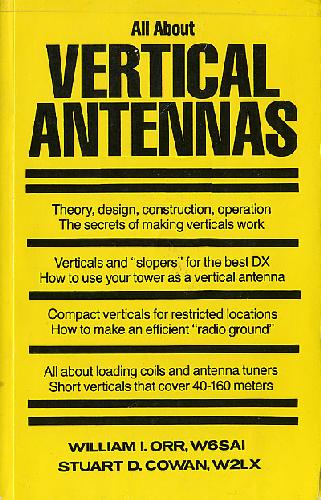 All About
VERTICAL
ANTENNAS
Theory, design, construction, operation
The secrets of making verticals work
Verticals and "slopers" for the best DX
How to use your tower as a vertical antenna
Compact verticals for restricted locations
How to make an efficient "radio ground"
All about loading coils and antenna tuners
Short verticals that cover 40-160 meters
WILLIAM I. ORR, W6SAI
STUART D. COWAN, W2LX